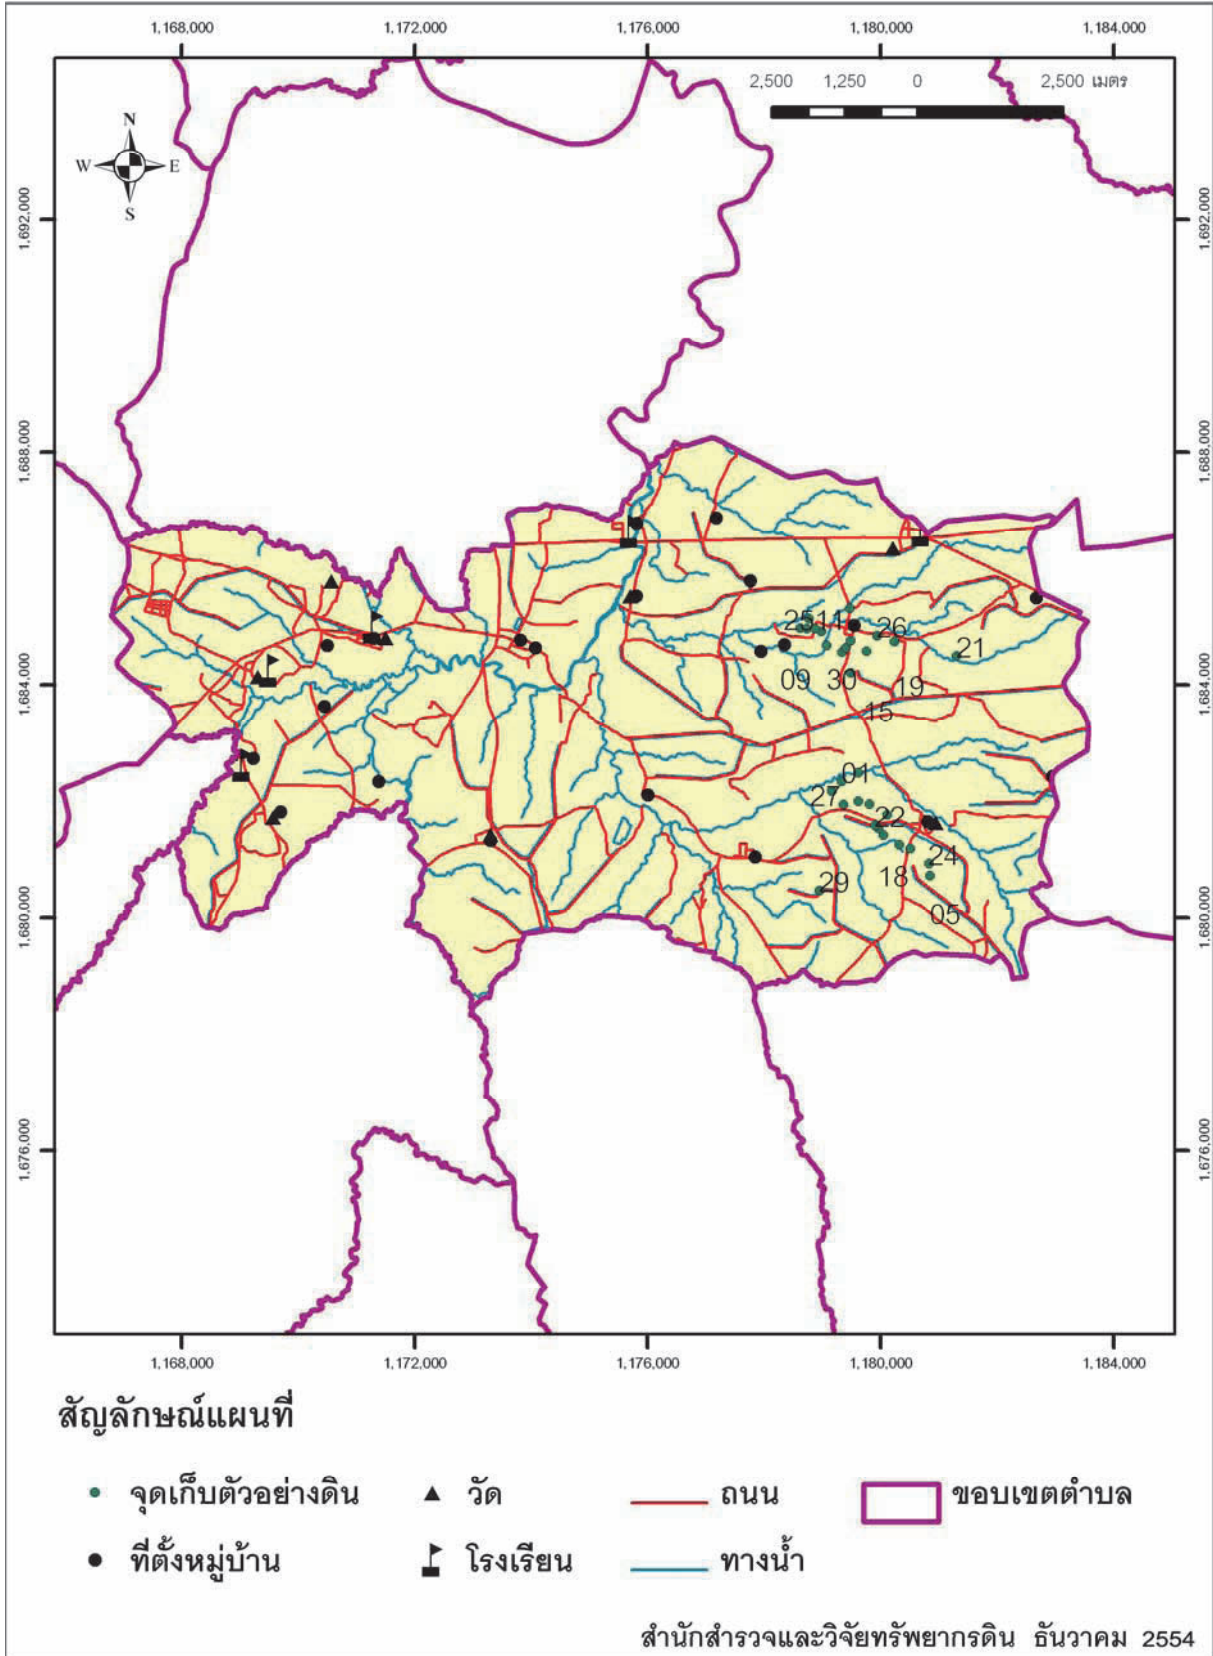 1,168,000 1,172,000 1,176,000 1,180,000 1,184,000
2,500 1,250 0 2,500 เมตร
N
W E
S
1,692,000 1,692,000
1,688,000 1,688,000
25 11 26
21
1,684,000 09 30 19 1,684,000
15
01
27
22
24
18
29
05
1,680,000 1,680,000
1,676,000 1,676,000
1,168,000 1,172,000 1,176,000 1,180,000 1,184,000
สัญลักษณ์แผนที่
จุดเก็บตัวอย่างดิน วัด ถนน ขอบเขตตำบล
ที่ตั้งหมู่บ้าน โรงเรียน ทางน้ำ
สำนักสำรวจและวิจัยทรัพยากรดิน ธันวาคม 2554